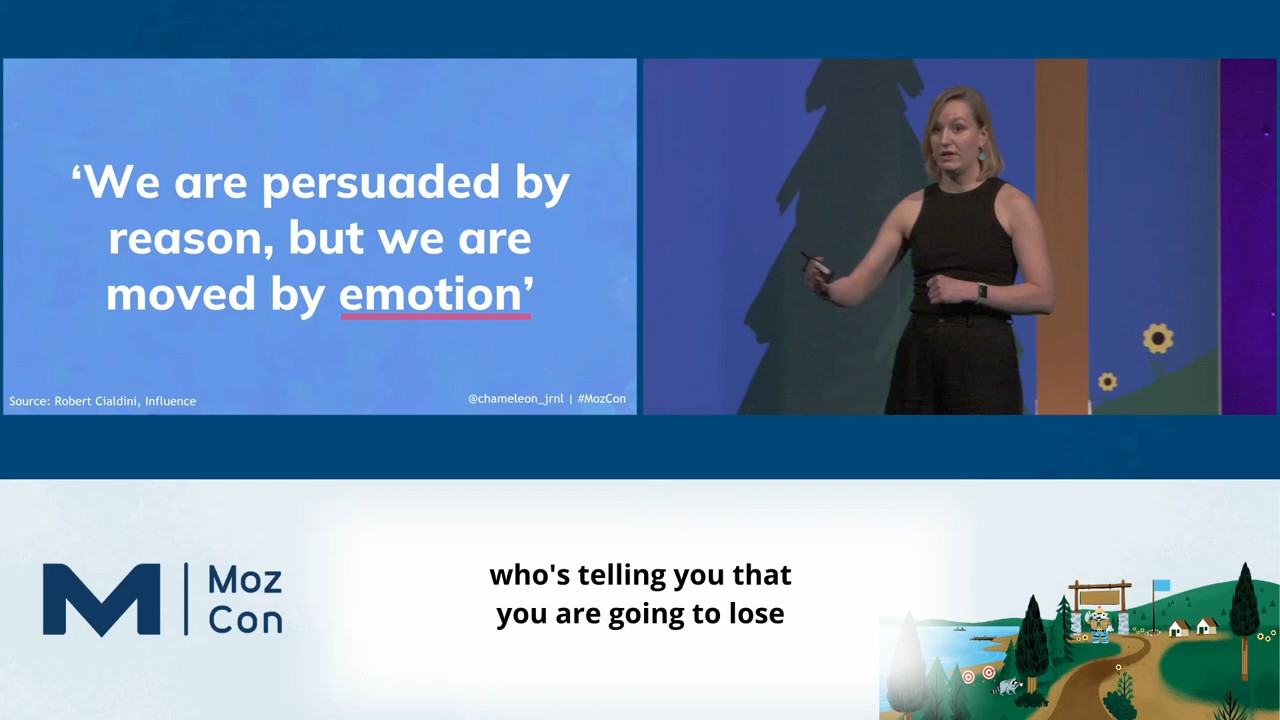 ‘We are persuaded by
reason, but we are
moved by emotion’
Source: Robert Cialdini, Influence
@chameleon_jrnl | #MozCon
M | Moz
Con
who's telling you that
you are going to lose